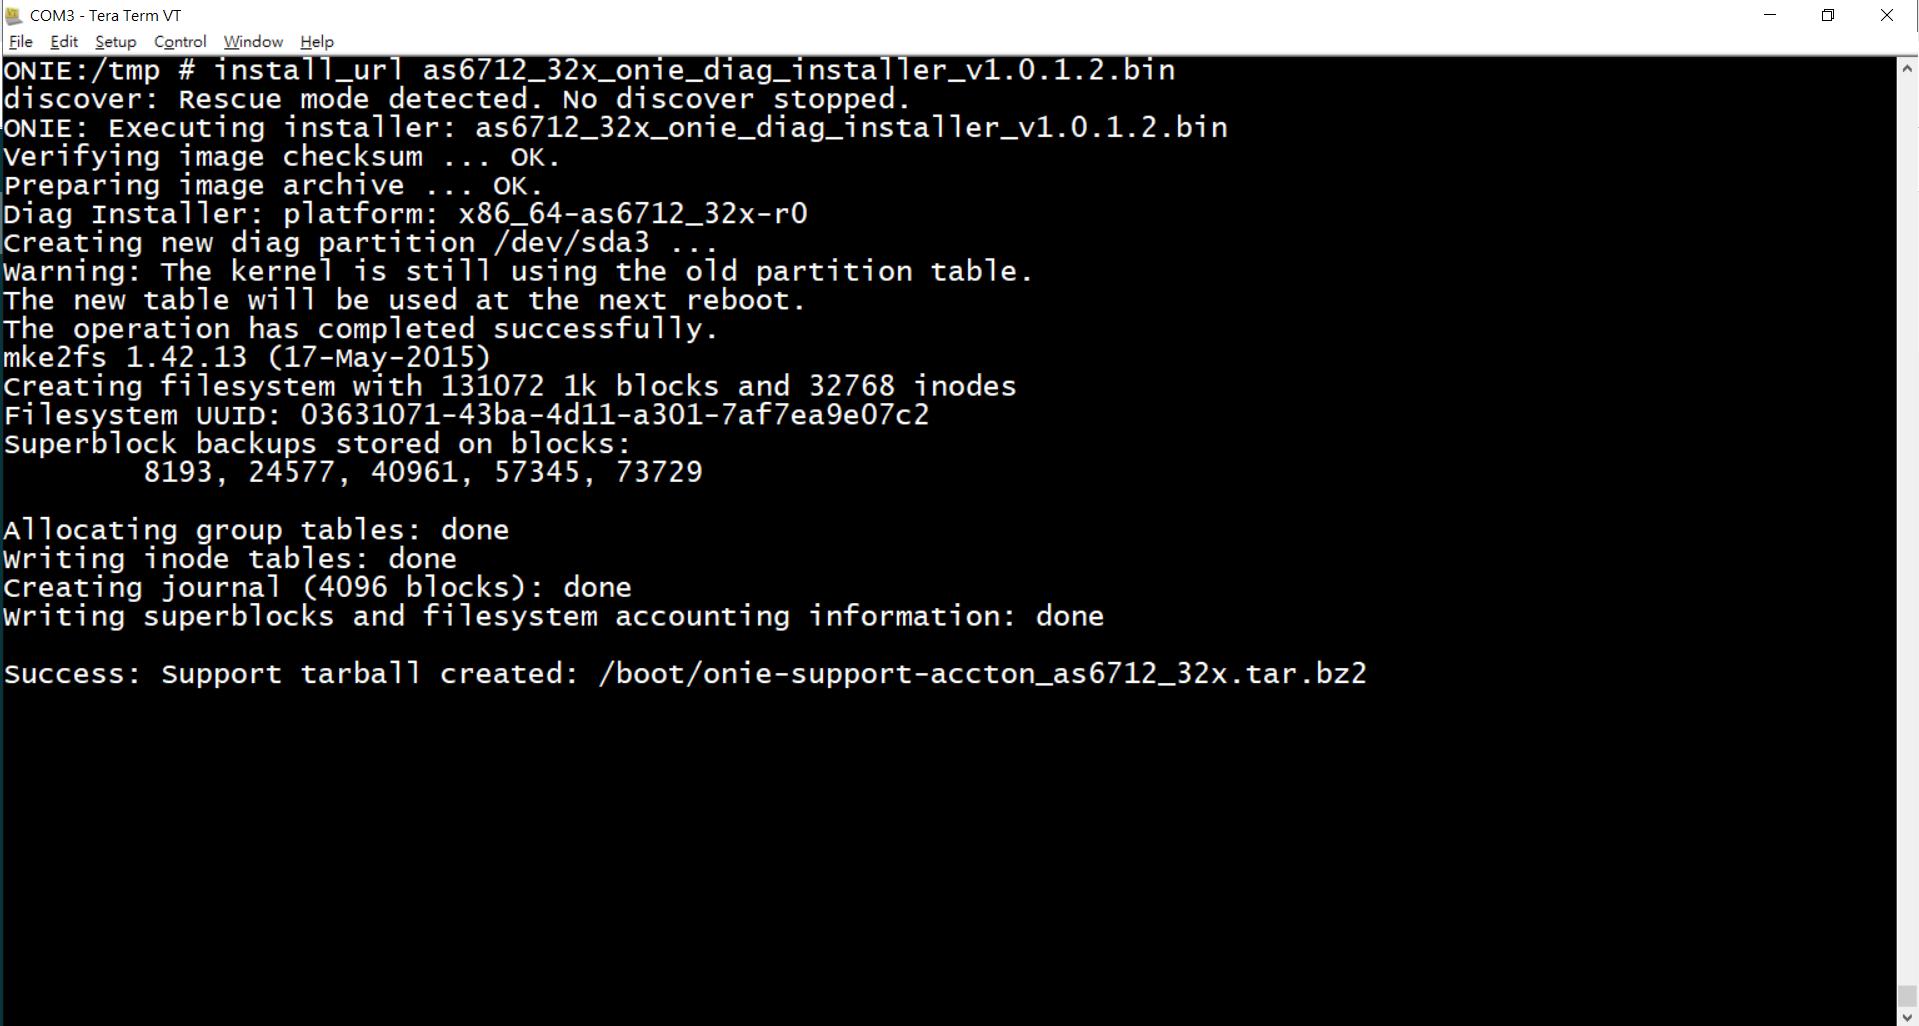 COM3 - Tera Term VT
File Edit Setup Control Window Help
ONIE:/tmp # install_url as6712_32x_onie_diag_installer_v1.0.1.2.bin
discover: Rescue mode detected. No discover stopped.
ONIE: Executing installer: as6712_32x_onie_diag_installer_v1.0.1.2.bin
Verifying image checksum ... OK.
Preparing image archive ... OK.
Diag Installer: platform: x86_64-as6712_32x-r0
Creating new diag partition /dev/sda3 ...
Warning: The kernel is still using the old partition table.
The new table will be used at the next reboot.
The operation has completed successfully.
mke2fs 1.42.13 (17-May-2015)
Creating filesystem with 131072 1k blocks and 32768 inodes
Filesystem UUID: 03631071-43ba-4d11-a301-7af7ea9e07c2
Superblock backups stored on blocks:
8193, 24577, 40961, 57345, 73729
Allocating group tables: done
Writing inode tables: done
Creating journal (4096 blocks): done
Writing superblocks and filesystem accounting information: done
Success: Support tarball created: /boot/onie-support-accton_as6712_32x.tar.bz2